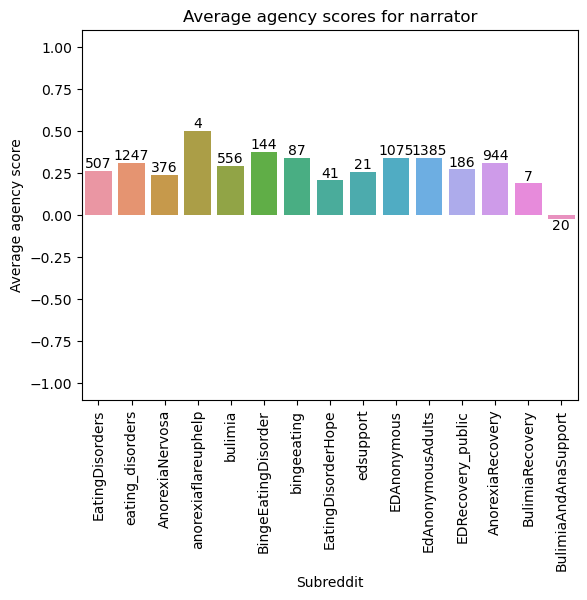 Average agency scores for narrator
1.00
0.75
0.50
0.25
0.00
−0.25
−0.50
−0.75
−1.00
Average agency score
507
1247
376
4
556
144
87
41
21
1075
1385
186
944
7
20
EatingDisorders
eating_disorders
AnorexiaNervosa
anorexiaflareuphelp
bulimia
BingeEatingDisorder
bingeeating
EatingDisorderHope
edsupport
EDAnonymous
EdAnonymousAdults
EDRecovery_public
AnorexiaRecovery
BulimiaRecovery
BulimiaAndAnaSupport
Subreddit